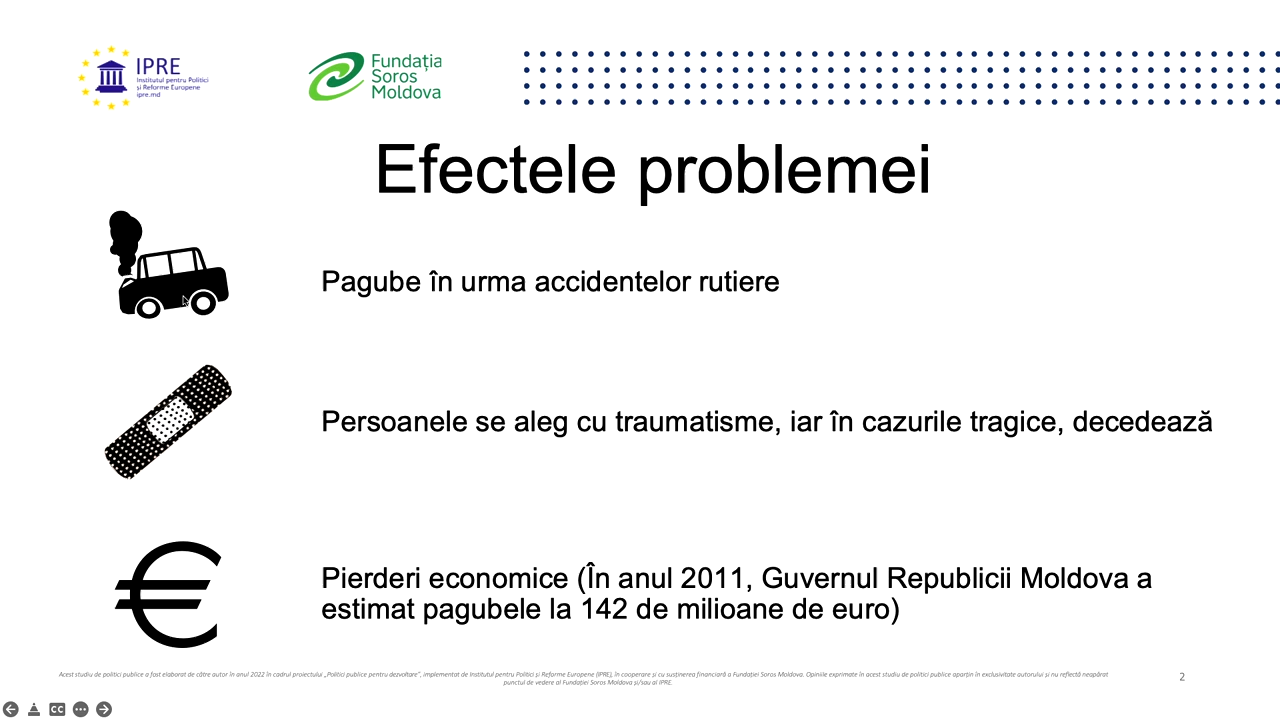 IPRE
Institutul pentru Politici
și Reforme Europene
ipre.md
Fundația
Soros
Moldova
Efectele problemei
Pagube în urma accidentelor rutiere
Persoanele se aleg cu traumatisme, iar în cazurile tragice, decedează
Pierderi economice (În anul 2011, Guvernul Republicii Moldova a
estimat pagubele la 142 de milioane de euro)
Acest studiu de politici publice a fost elaborat de către autor în anul 2022 în cadrul proiectului „Politici publice pentru dezvoltare”, implementat de Institutul pentru Politici și Reforme Europene (IPRE), în cooperare și cu susținerea financiară a Fundației Soros Moldova. Opiniile exprimate în acest studiu de politici publice aparțin în exclusivitate autorului și nu reflectă neapărat
punctul de vedere al Fundației Soros Moldova și/sau al IPRE.
2
CC